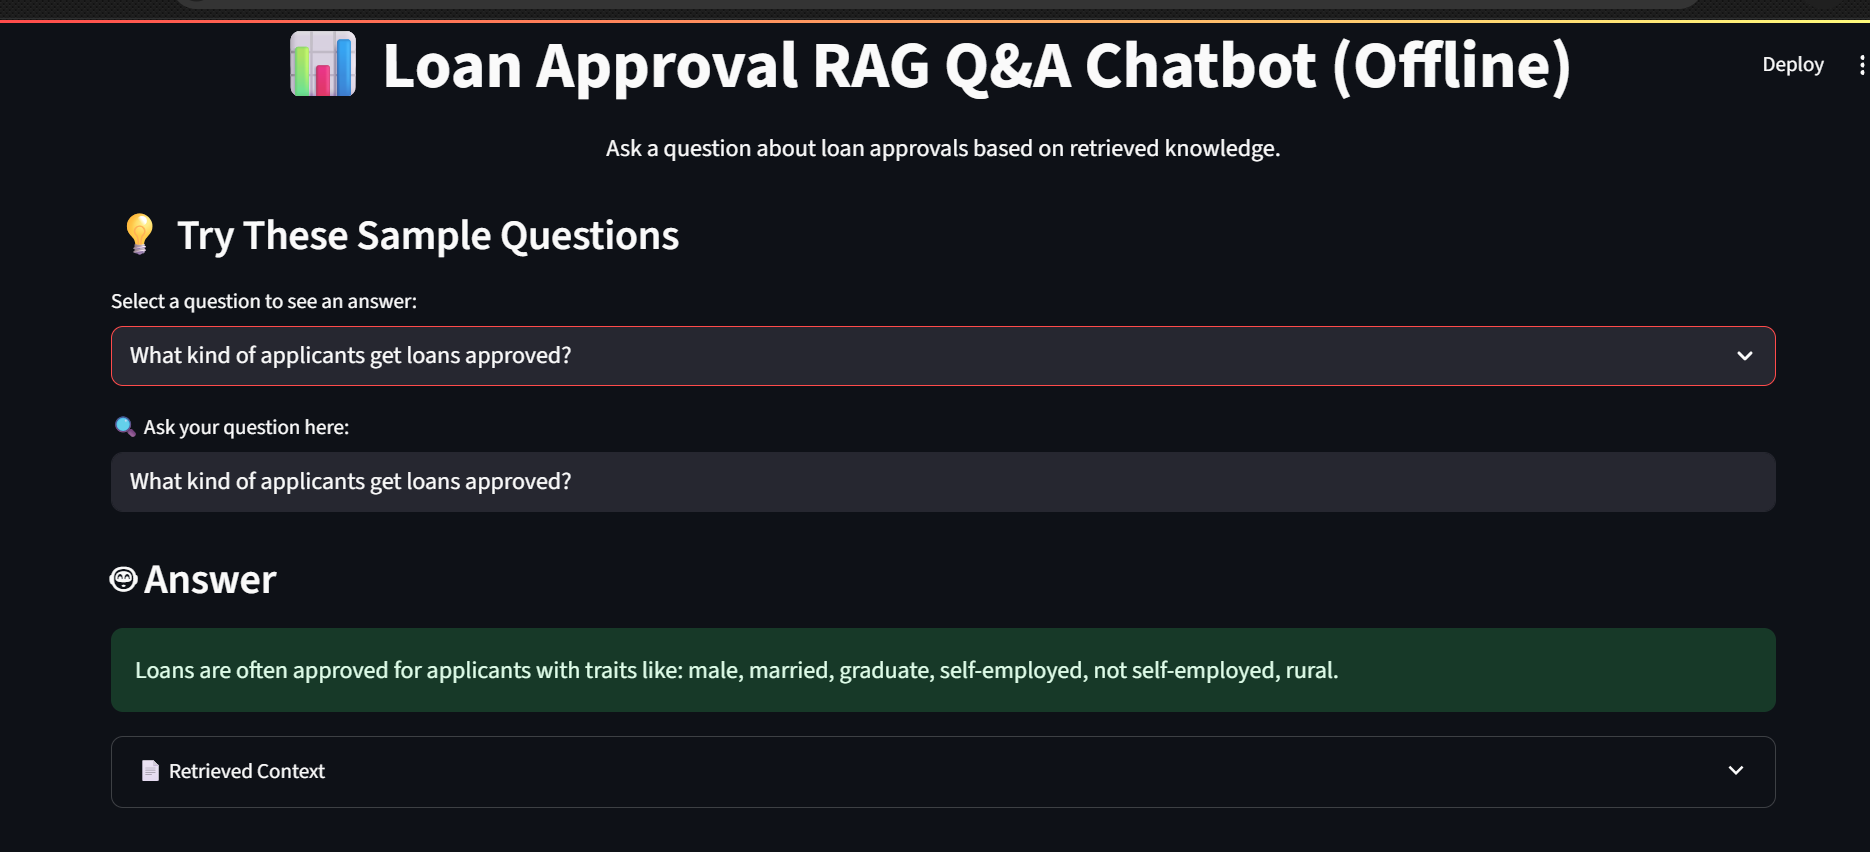 Loan Approval RAG Q&A Chatbot (Offline)
Deploy
Ask a question about loan approvals based on retrieved knowledge.
Try These Sample Questions
Select a question to see an answer:
What kind of applicants get loans approved?
Ask your question here:
What kind of applicants get loans approved?
Answer
Loans are often approved for applicants with traits like: male, married, graduate, self-employed, not self-employed, rural.
Retrieved Context